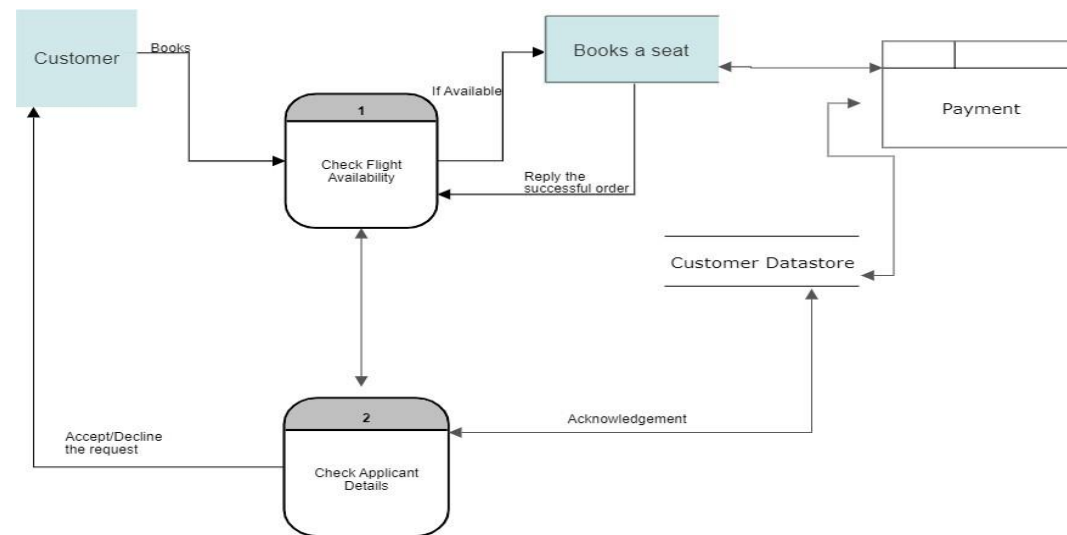 Customer
Books
Books a seat
If Available
1
Check Flight
Availability
Payment
Reply the
successful order
Customer Datastore
2
Check Applicant
Details
Acknowledgement
Accept/Decline
the request